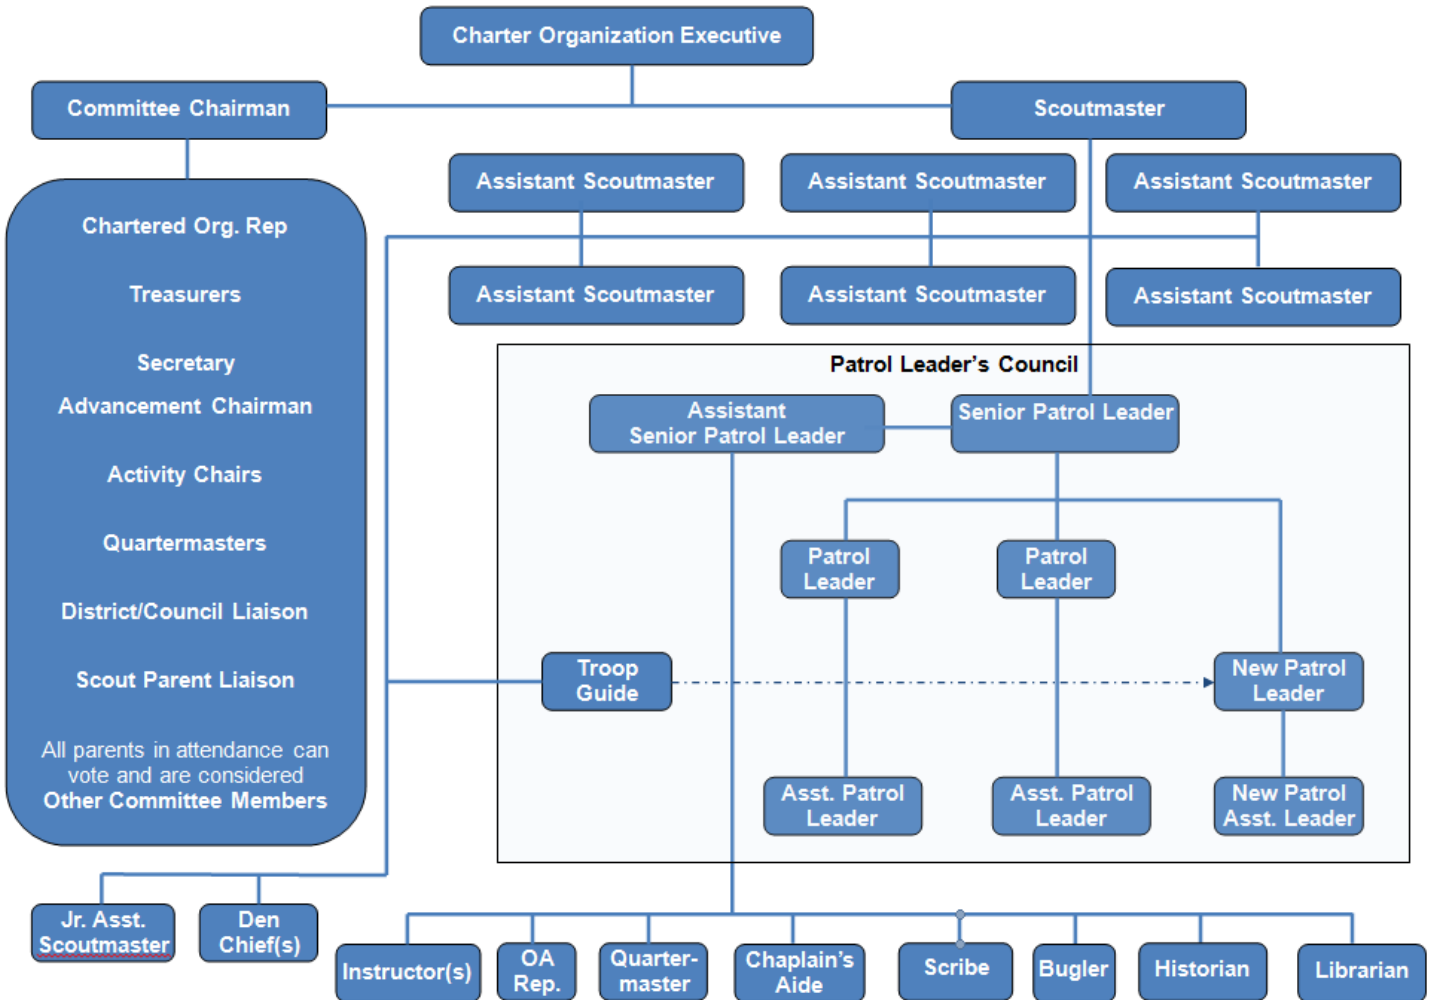 Charter Organization Executive
Committee Chairman
Scoutmaster
Assistant Scoutmaster
Assistant Scoutmaster
Assistant Scoutmaster
Chartered Org. Rep
Treasurers
Secretary
Advancement Chairman
Activity Chairs
Quartermasters
District/Council Liaison
Scout Parent Liaison
All parents in attendance can
vote and are considered
Other Committee Members
Assistant Scoutmaster
Assistant Scoutmaster
Assistant Scoutmaster
Patrol Leader’s Council
Assistant
Senior Patrol Leader
Senior Patrol Leader
Patrol
Leader
Patrol
Leader
Troop
Guide
New Patrol
Leader
Asst. Patrol
Leader
Asst. Patrol
Leader
New Patrol
Asst. Leader
Jr. Asst.
Scoutmaster
Den
Chief(s)
Instructor(s)
OA
Rep.
Quarter-
master
Chaplain’s
Aide
Scribe
Bugler
Historian
Librarian